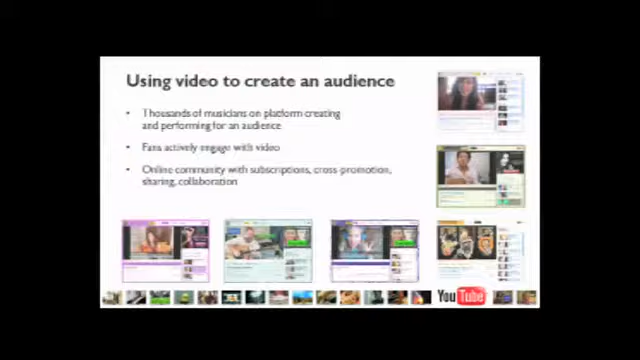 Using video to create an audience
• Thousands of musicians on platform creating
and performing for an audience
• Fans actively engage with video
• Online community with subscriptions, cross-promotion,
sharing, collaboration
YouTube